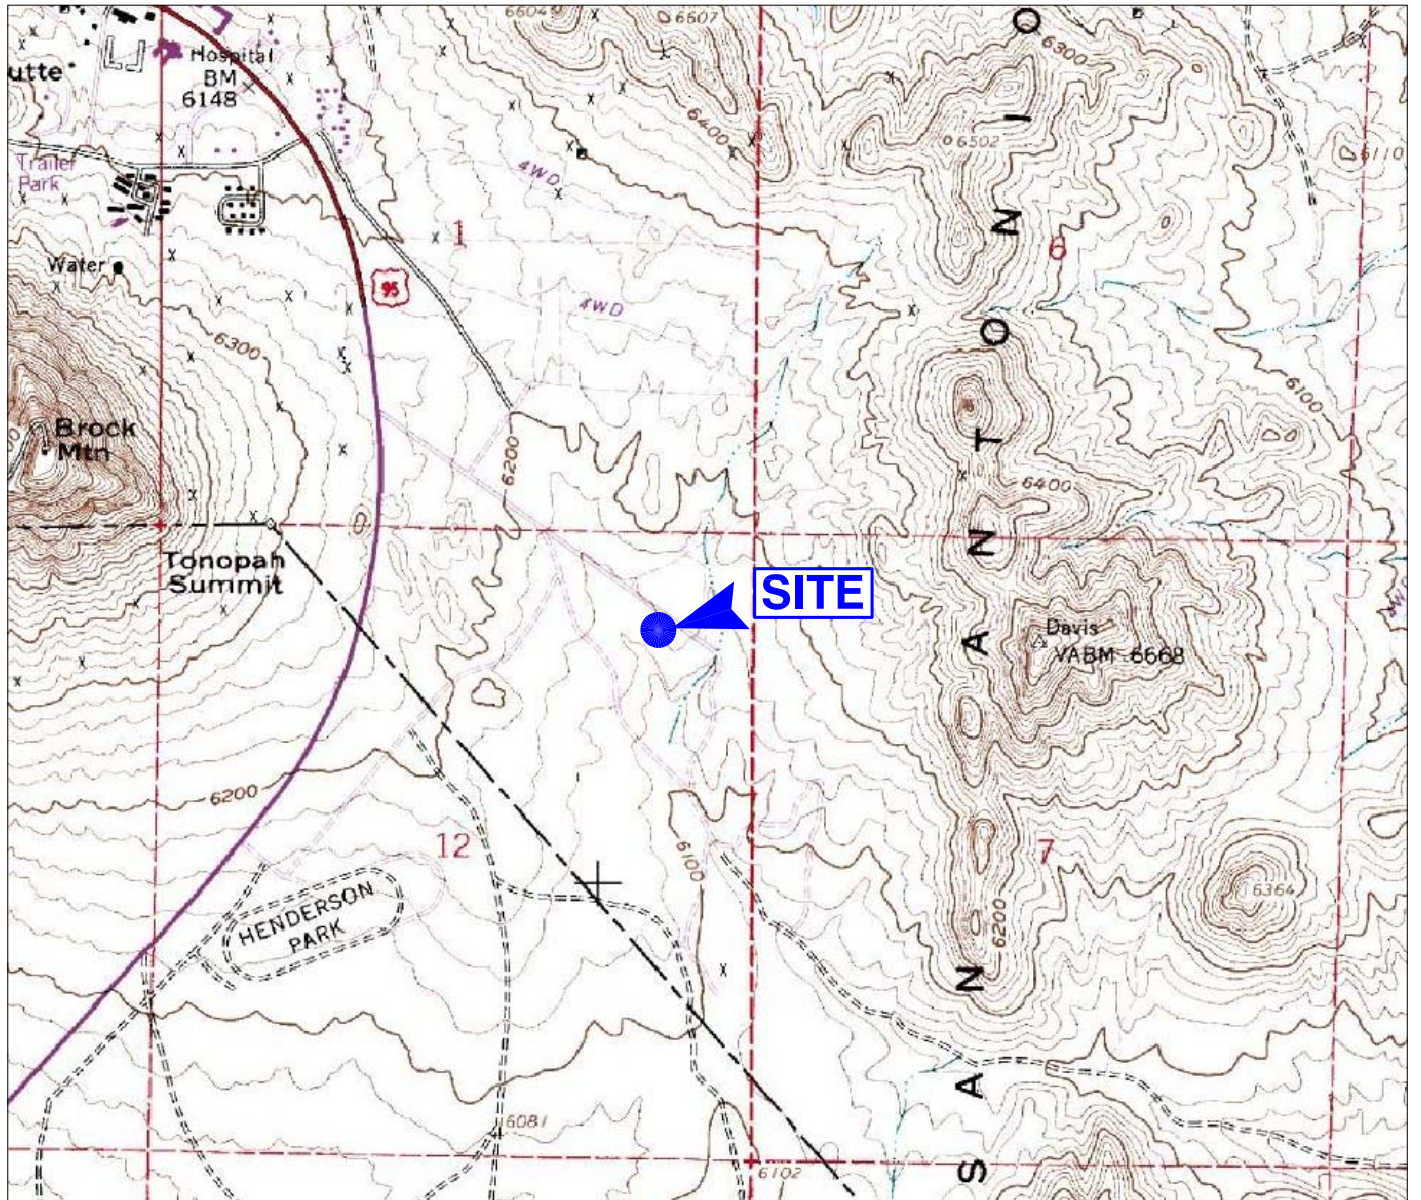 6604
6607
6300
O
Hospital
BM
6148
utte
6400
I
6502
6110
Trailer
Park
4WD
1
N
6
Water
95
4WD
O
6300
6100
Brock
Mtn
6200
T
6400
Tonopah
Summit
N
SITE
A
Davis
VABM 6668
O
6200
12
6100
7
6364
HENDERSON
PARK
6200
N
A
6081
6102
S